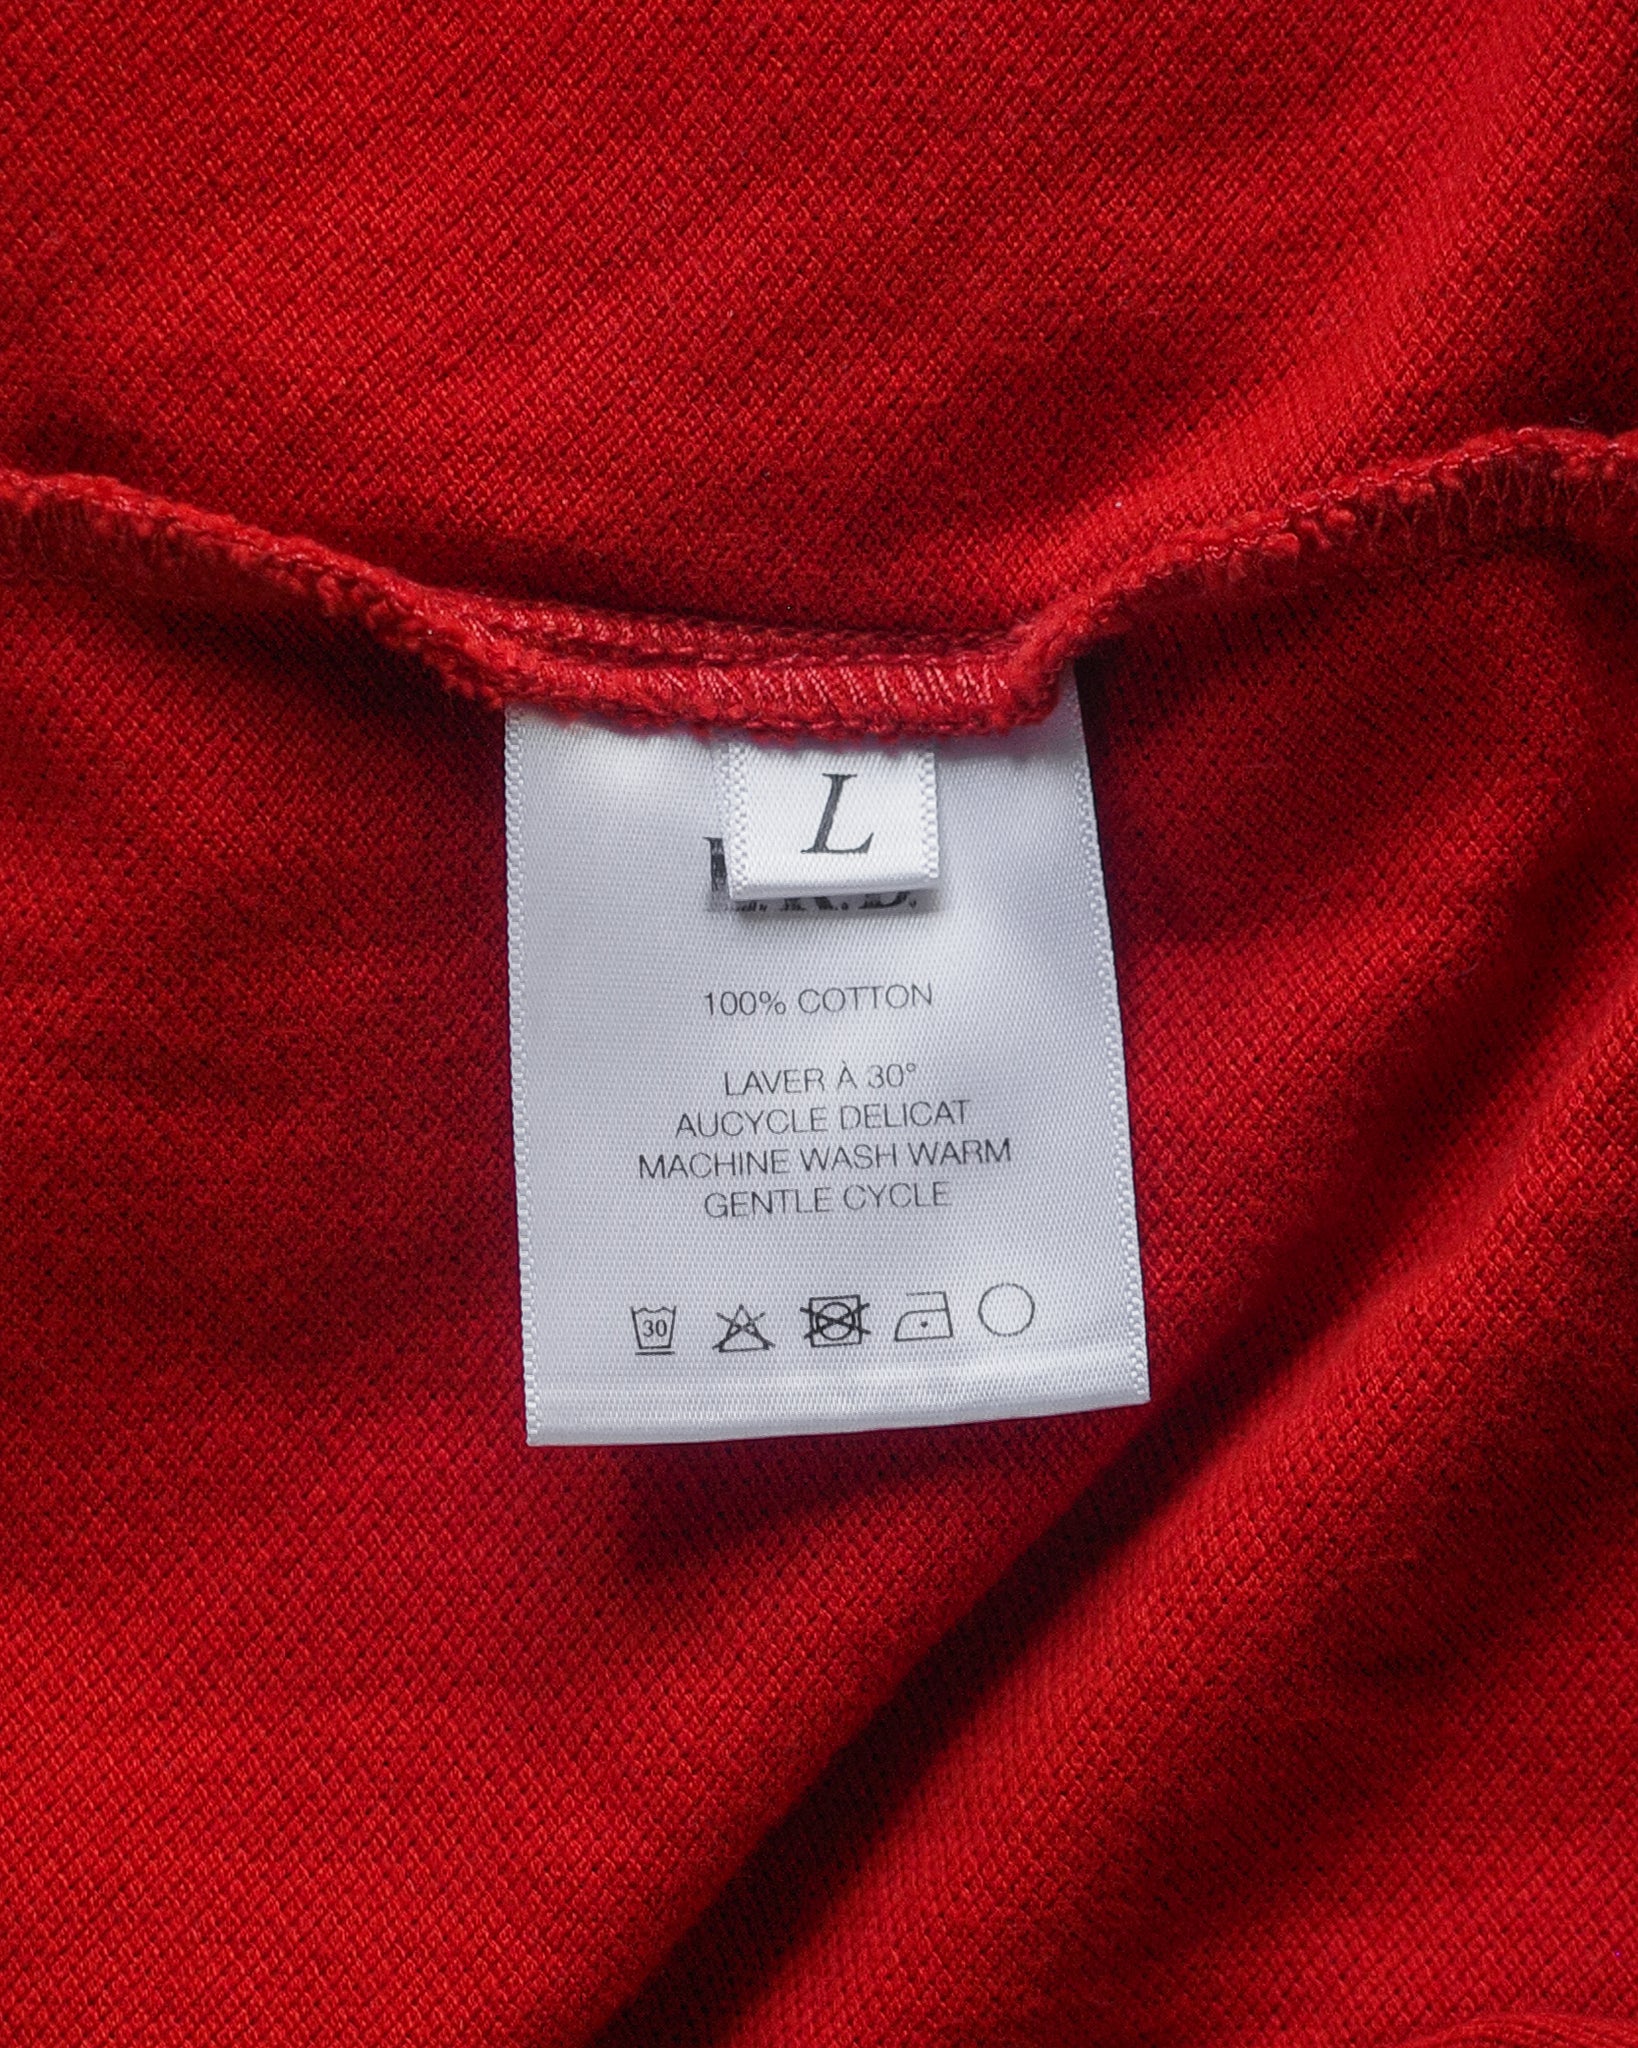 L
100% COTTON
LAVER À 30°
AUCYCLE DELICAT
MACHINE WASH WARM
GENTLE CYCLE
30